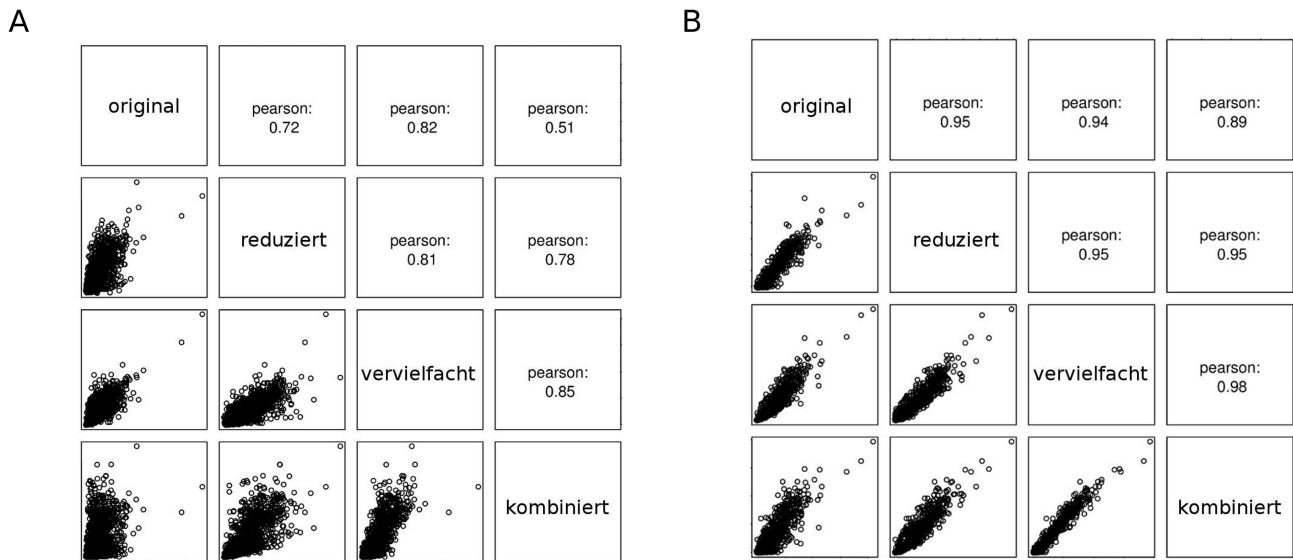 A
original
pearson:
0.72
pearson:
0.82
pearson:
0.51
reduziert
pearson:
0.81
pearson:
0.78
vervielfacht
pearson:
0.85
kombiniert
B
original
pearson:
0.95
pearson:
0.94
pearson:
0.89
reduziert
pearson:
0.95
pearson:
0.95
vervielfacht
pearson:
0.98
kombiniert